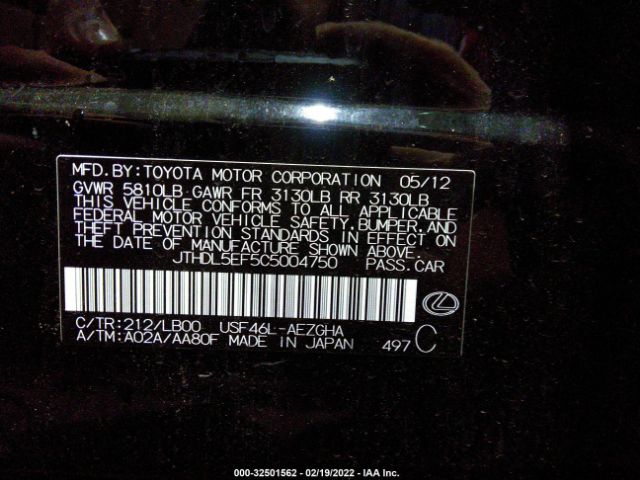 MFD.BY:TOYOTA MOTOR CORPORATION 05/12
GVWR 5810LB GAWR FR 3130LB RR 3130LB
THIS VEHICLE CONFORMS TO ALL APPLICABLE
FEDERAL MOTOR VEHICLE SAFETY,BUMPER,AND
THEFT PREVENTION STANDARDS IN EFFECT ON
THE DATE OF MANUFACTURE SHOWN ABOVE.
JTHDL5EF5C5004750 PASS.CAR
C/TR:212/LB00 USF46L-AEZGHA
A/TM:A02A/AA80F MADE IN JAPAN 497 C
000-32501562 - 02/19/2022 - IAA Inc.